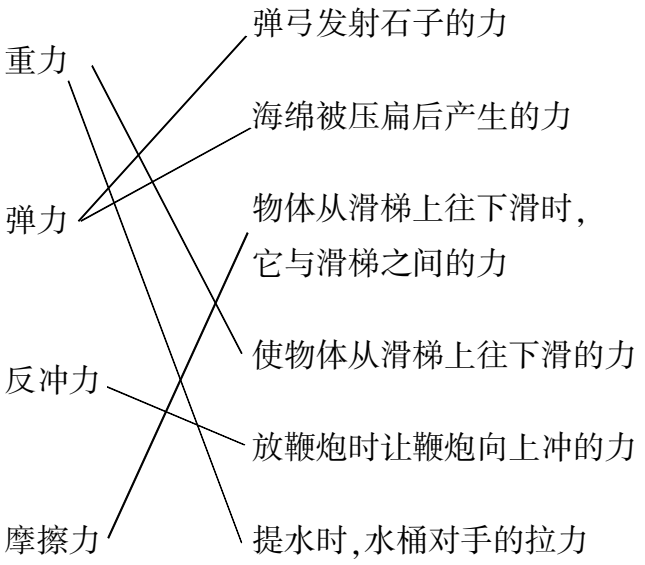 重力
弹力
反冲力
摩擦力
弹弓发射石子的力
海绵被压扁后产生的力
物体从滑梯上往下滑时,
它与滑梯之间的力
使物体从滑梯上往下滑的力
放鞭炮时让鞭炮向上冲的力
提水时,水桶对手的拉力